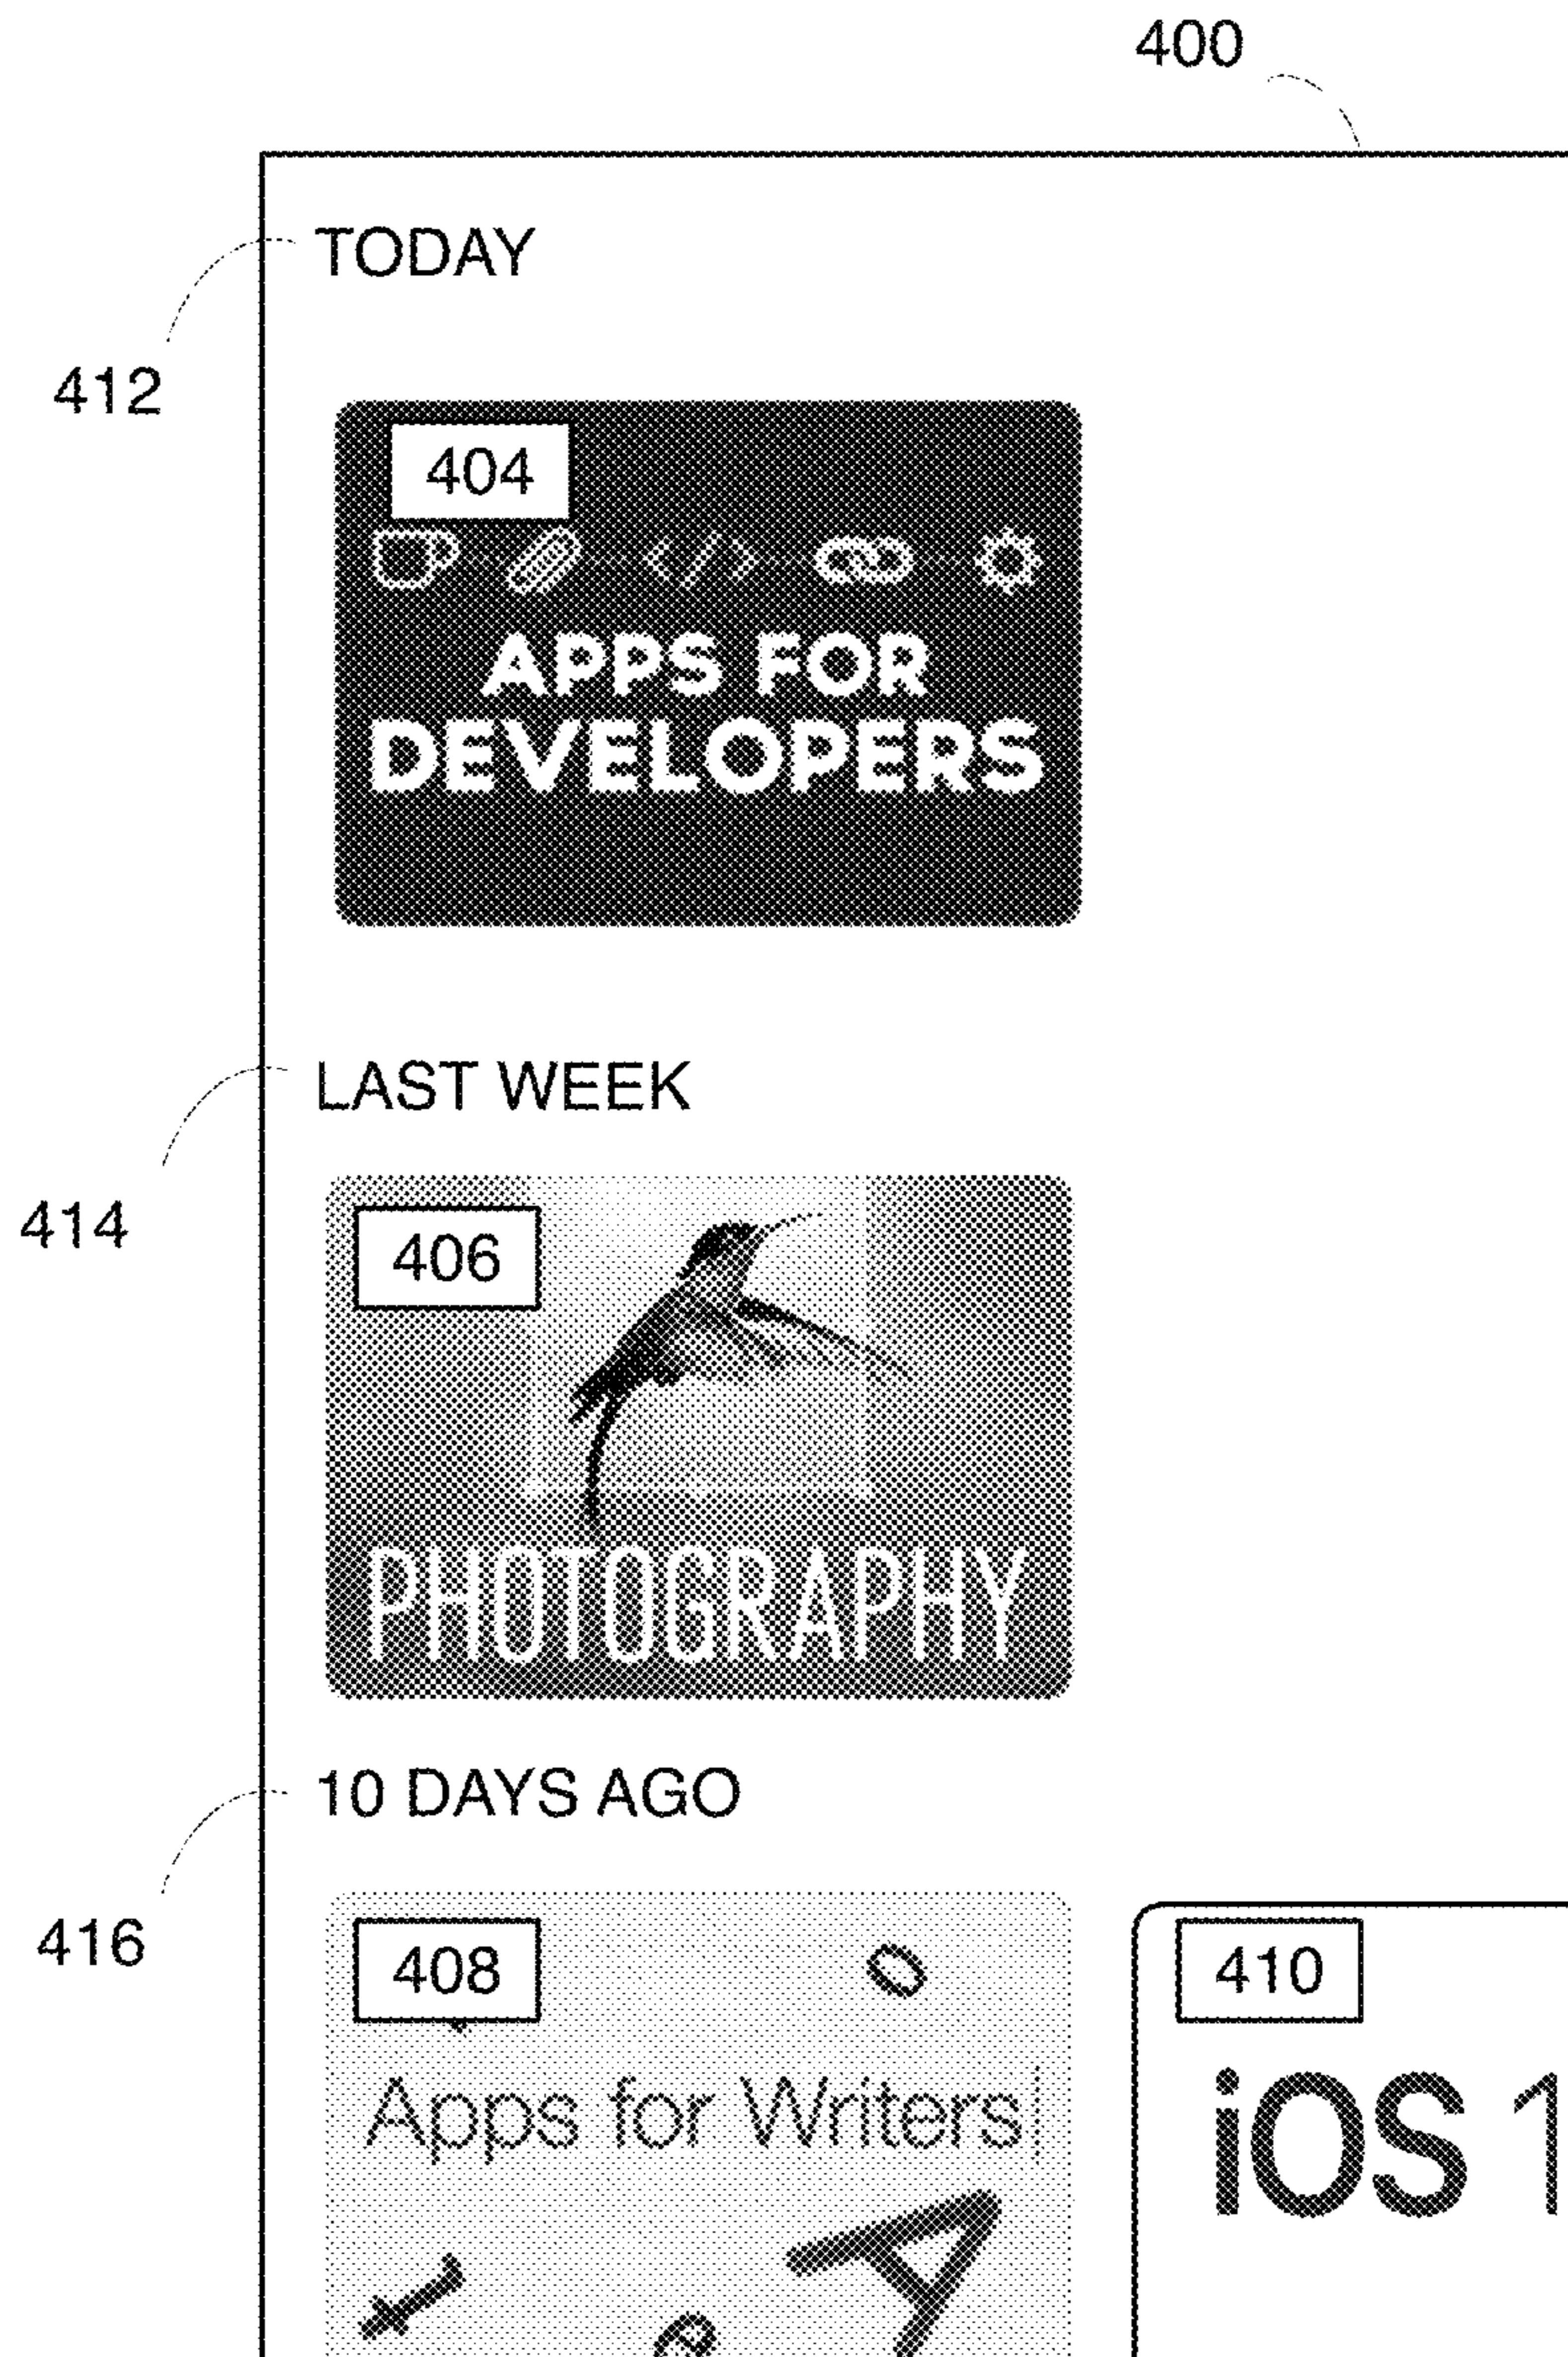 400
TODAY
412
404
</>
APPS FOR
DEVELOPERS
LAST WEEK
414
406
PHOTOGRAPHY
10 DAYS AGO
416
408
410
Apps for Writers
iOS 1
A
t
e